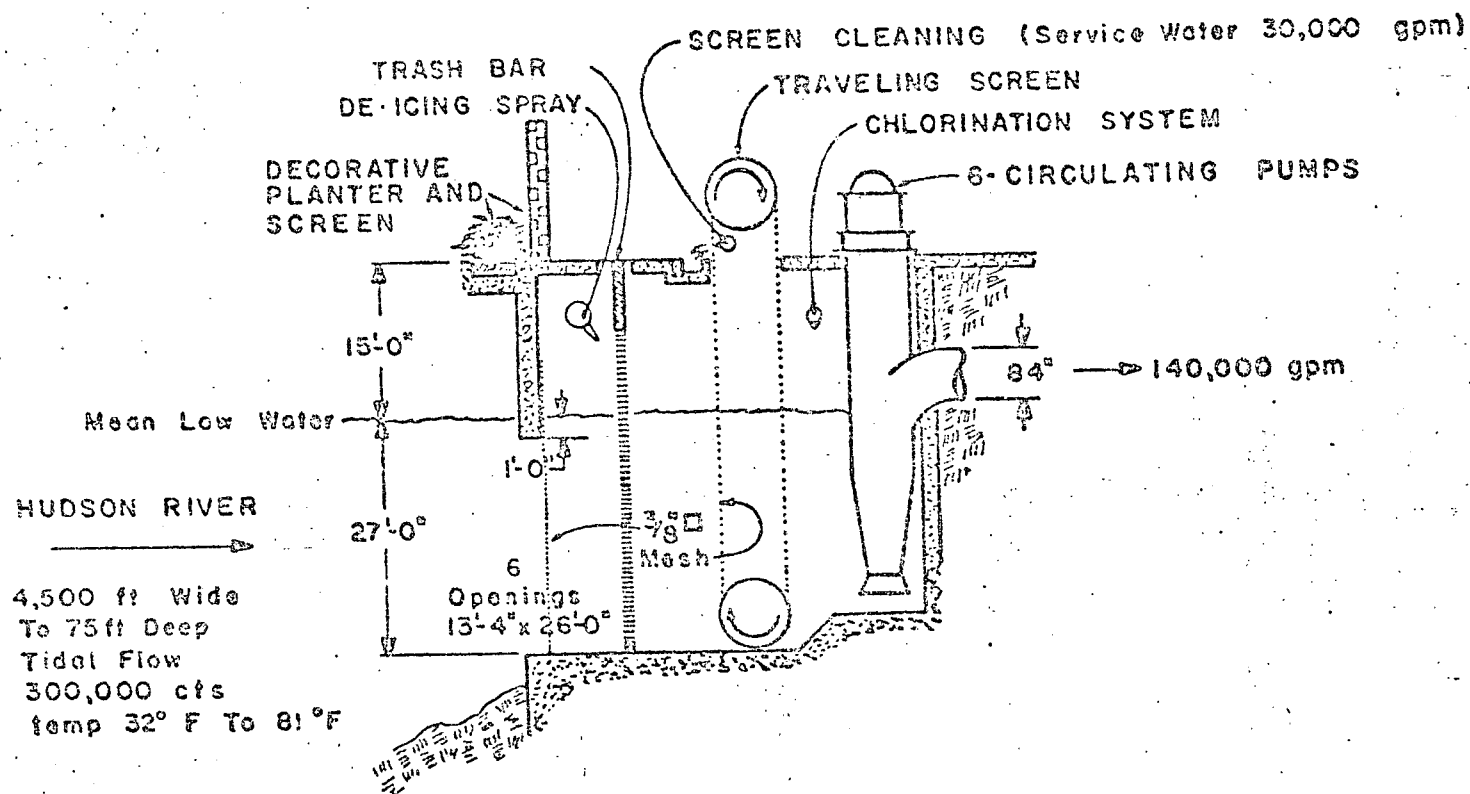 SCREEN CLEANING (Service Water 30,000 gpm)
TRASH BAR
TRAVELING SCREEN
DE-ICING SPRAY
CHLORINATION SYSTEM
DECORATIVE
PLANTER AND
SCREEN
6-CIRCULATING PUMPS
15'-0"
84" 140,000 gpm
Mean Low Water
1'-0"
HUDSON RIVER
27'-0"
3/8"
Mesh
6
Openings
13'-4" x 26'-0"
4,500 ft Wide
To 75 ft Deep
Tidal Flow
300,000 cfs
temp 32° F To 81°F